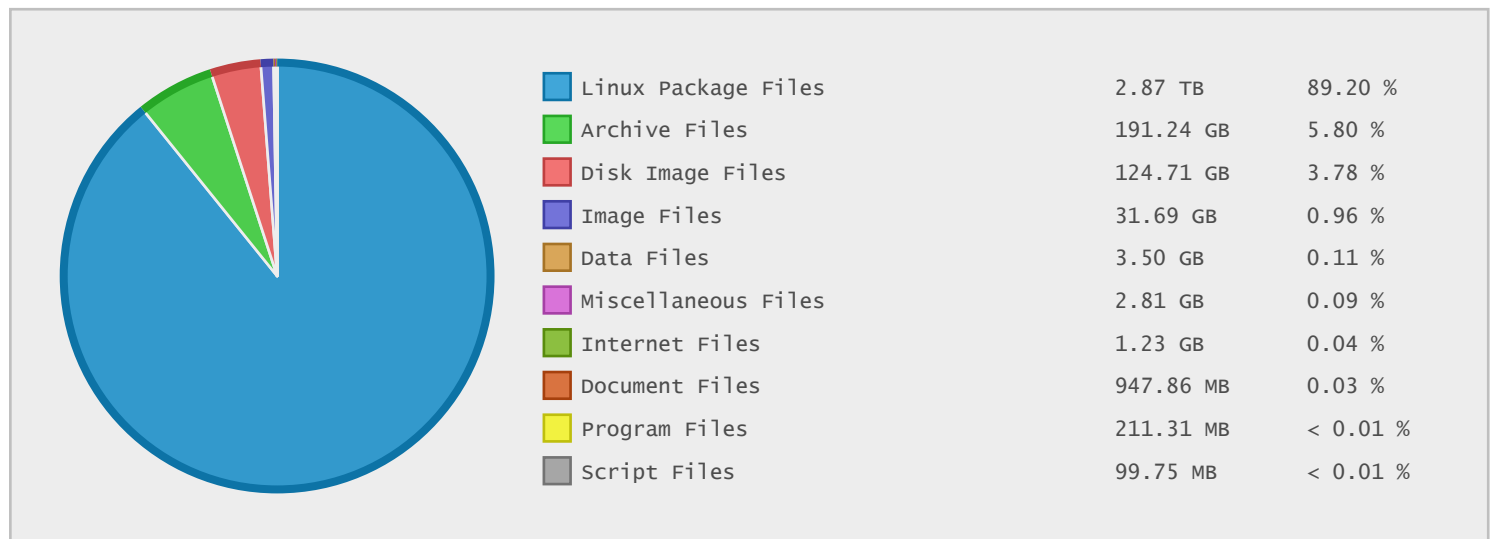 Linux Package Files 2.87 TB 89.20 %
Archive Files 191.24 GB 5.80 %
Disk Image Files 124.71 GB 3.78 %
Image Files 31.69 GB 0.96 %
Data Files 3.50 GB 0.11 %
Miscellaneous Files 2.81 GB 0.09 %
Internet Files 1.23 GB 0.04 %
Document Files 947.86 MB 0.03 %
Program Files 211.31 MB < 0.01 %
Script Files 99.75 MB < 0.01 %